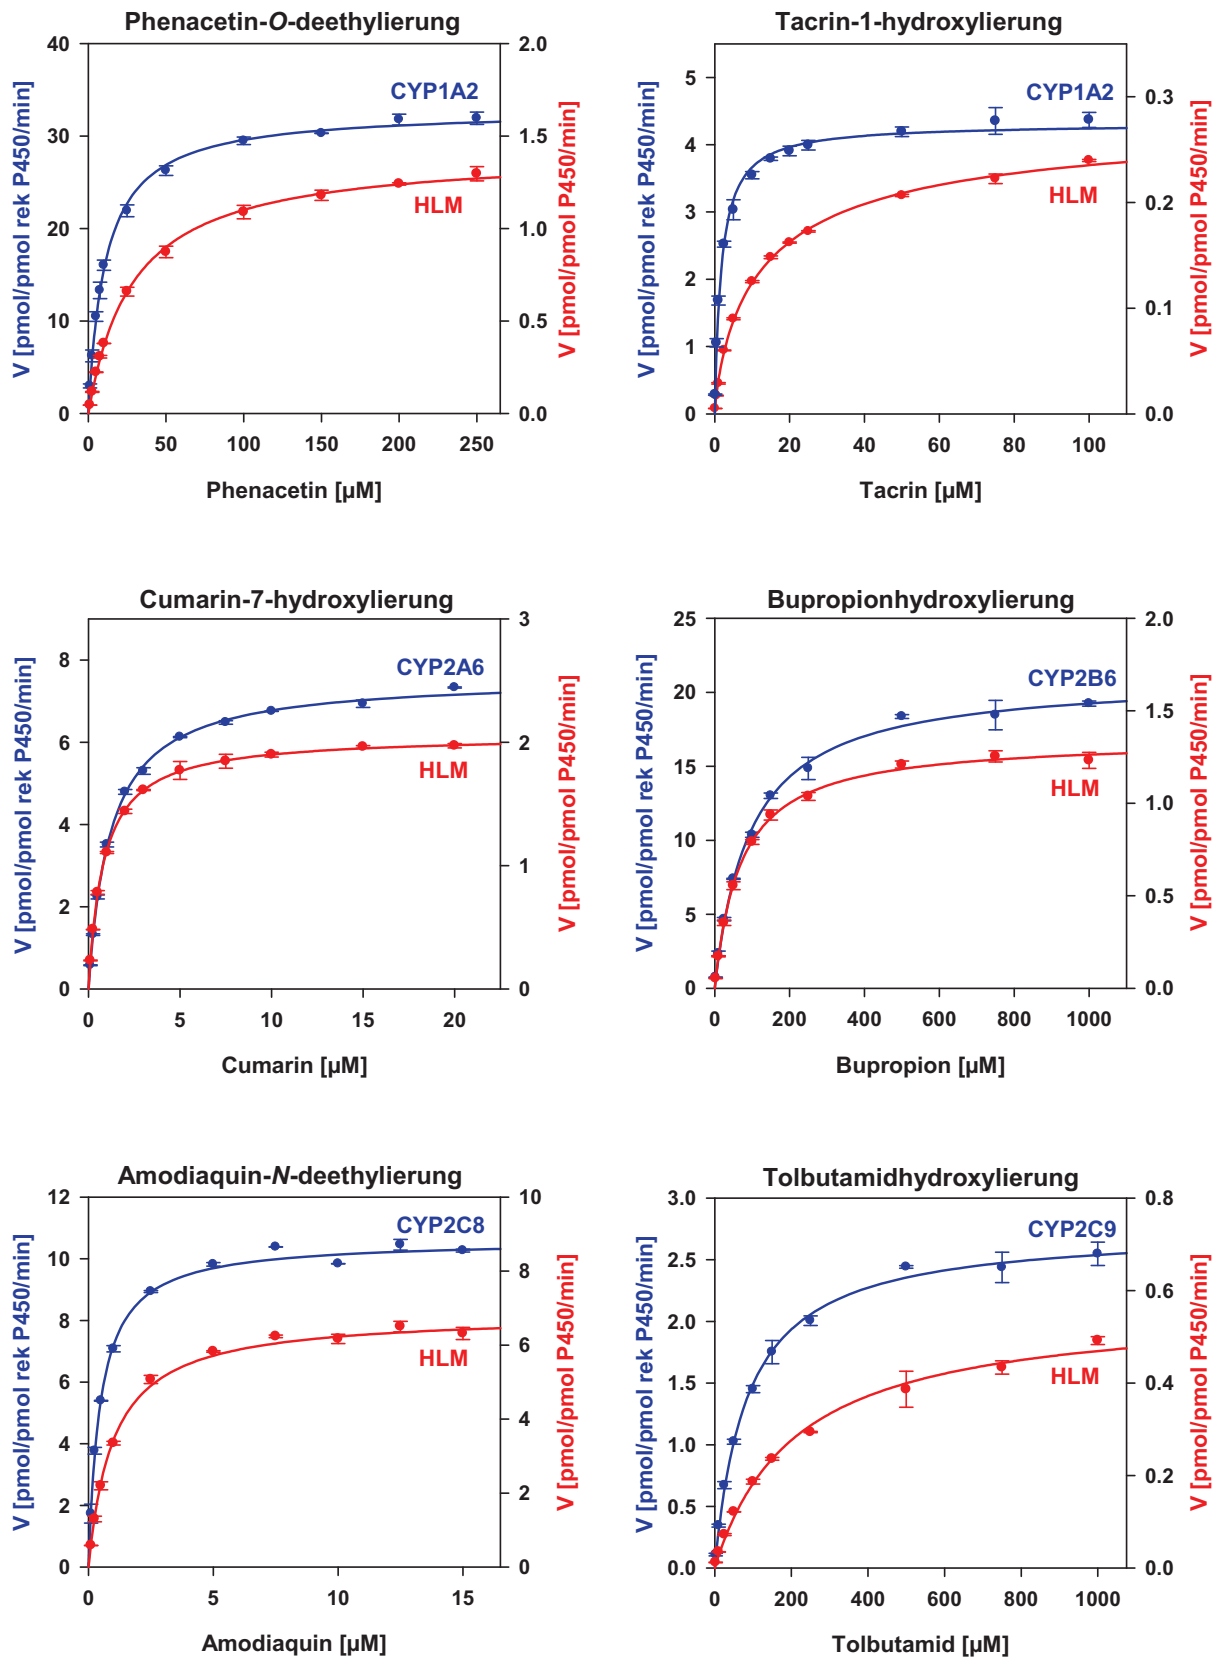 Phenacetin-O-deethylierung
V [pmol/pmol rek P450/min]
40
30
20
10
0
CYP1A2
HLM
2.0
1.5
1.0
0.5
0.0
V [pmol/pmol P450/min]
0 50 100 150 200 250
Phenacetin [µM]
Tacrin-1-hydroxylierung
V [pmol/pmol rek P450/min]
5
4
3
2
1
0
CYP1A2
HLM
0.3
0.2
0.1
0.0
V [pmol/pmol P450/min]
0 20 40 60 80 100
Tacrin [µM]
Cumarin-7-hydroxylierung
V [pmol/pmol rek P450/min]
8
6
4
2
0
CYP2A6
HLM
3
2
1
0
V [pmol/pmol P450/min]
0 5 10 15 20
Cumarin [µM]
Bupropionhydroxylierung
V [pmol/pmol rek P450/min]
25
20
15
10
5
0
CYP2B6
HLM
2.0
1.5
1.0
0.5
0.0
V [pmol/pmol P450/min]
0 200 400 600 800 1000
Bupropion [µM]
Amodiaquin-N-deethylierung
V [pmol/pmol rek P450/min]
12
10
8
6
4
2
0
CYP2C8
HLM
10
8
6
4
2
0
V [pmol/pmol P450/min]
0 5 10 15
Amodiaquin [µM]
Tolbutamidhydroxylierung
V [pmol/pmol rek P450/min]
3.0
2.5
2.0
1.5
1.0
0.5
0.0
CYP2C9
HLM
0.8
0.6
0.4
0.2
0.0
V [pmol/pmol P450/min]
0 200 400 600 800 1000
Tolbutamid [µM]